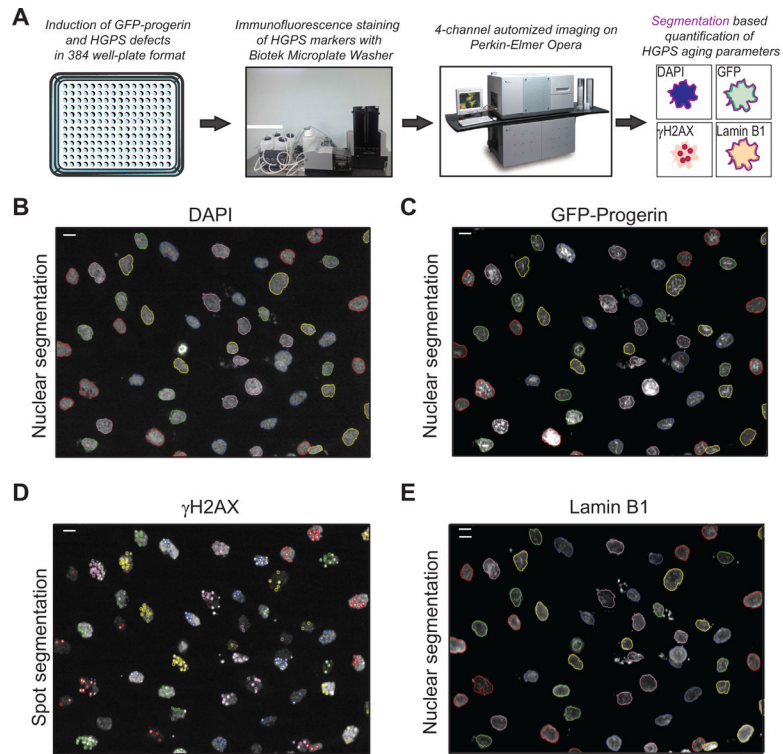 A
Induction of GFP-progerin
and HGPS defects
in 384 well-plate format
Immunofluorescence staining
of HGPS markers with
Biotek Microplate Washer
4-channel automized imaging on
Perkin-Elmer Opera
Segmentation based
quantification of
HGPS aging parameters
DAPI
GFP
γH2AX
Lamin B1
B
DAPI
Nuclear segmentation
C
GFP-Progerin
Nuclear segmentation
D
γH2AX
Spot segmentation
E
Lamin B1
Nuclear segmentation